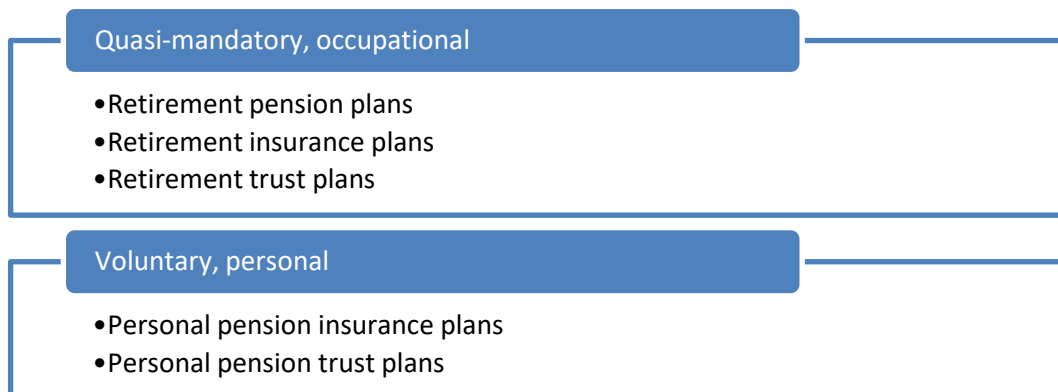 Quasi-mandatory, occupational
•Retirement pension plans
•Retirement insurance plans
•Retirement trust plans
Voluntary, personal
•Personal pension insurance plans
•Personal pension trust plans